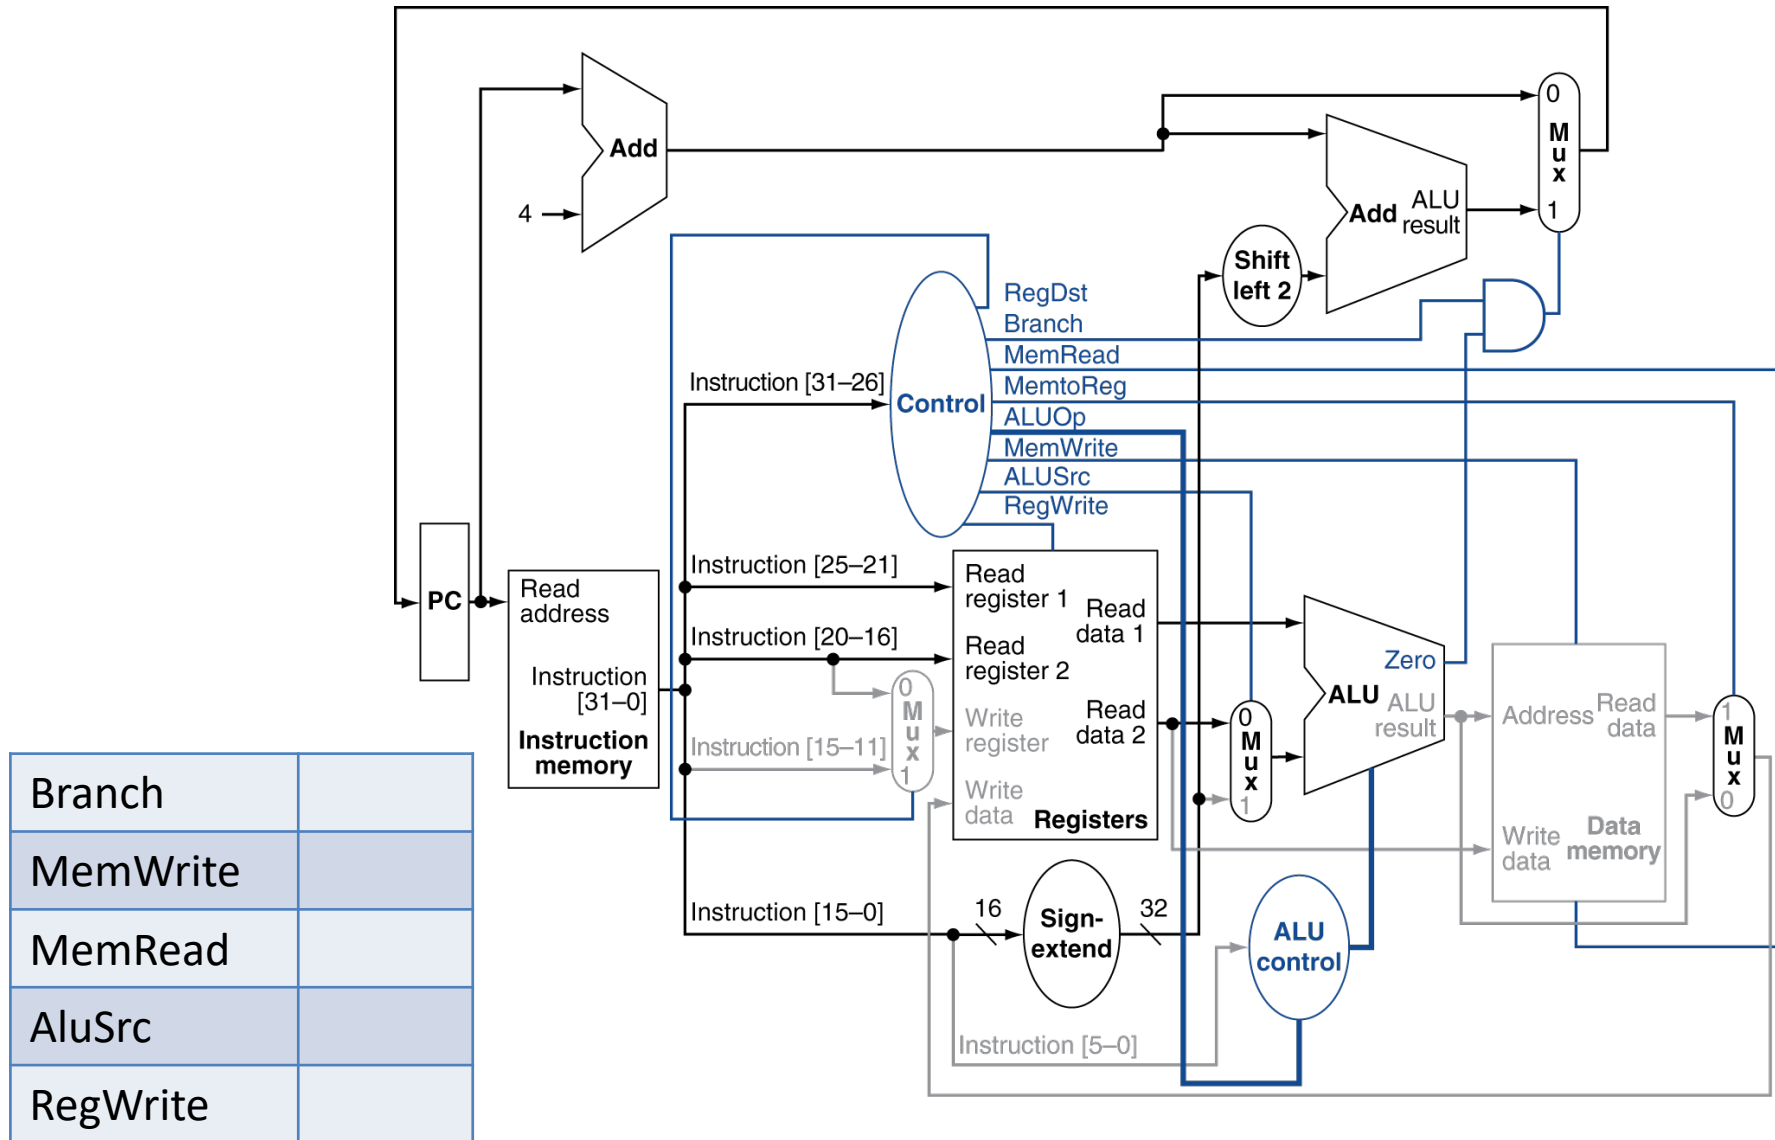 Add
4
Add
ALU
result
0
M
u
x
1
Shift
left 2
RegDst
Branch
MemRead
MemtoReg
ALUOp
MemWrite
ALUSrc
RegWrite
Control
Instruction [31–26]
Instruction [25–21]
Instruction [20–16]
Instruction [15–11]
Instruction [15–0]
Instruction [5–0]
PC
Read
address
Instruction
[31–0]
Instruction
memory
0
M
u
x
1
Read
register 1
Read
register 2
Write
register
Write
data
Read
data 1
Read
data 2
Registers
0
M
u
x
1
Zero
ALU
ALU
result
Address
Read
data
Write
data
Data
memory
1
M
u
x
0
16
Sign-
extend
32
ALU
control
Branch
MemWrite
MemRead
AluSrc
RegWrite